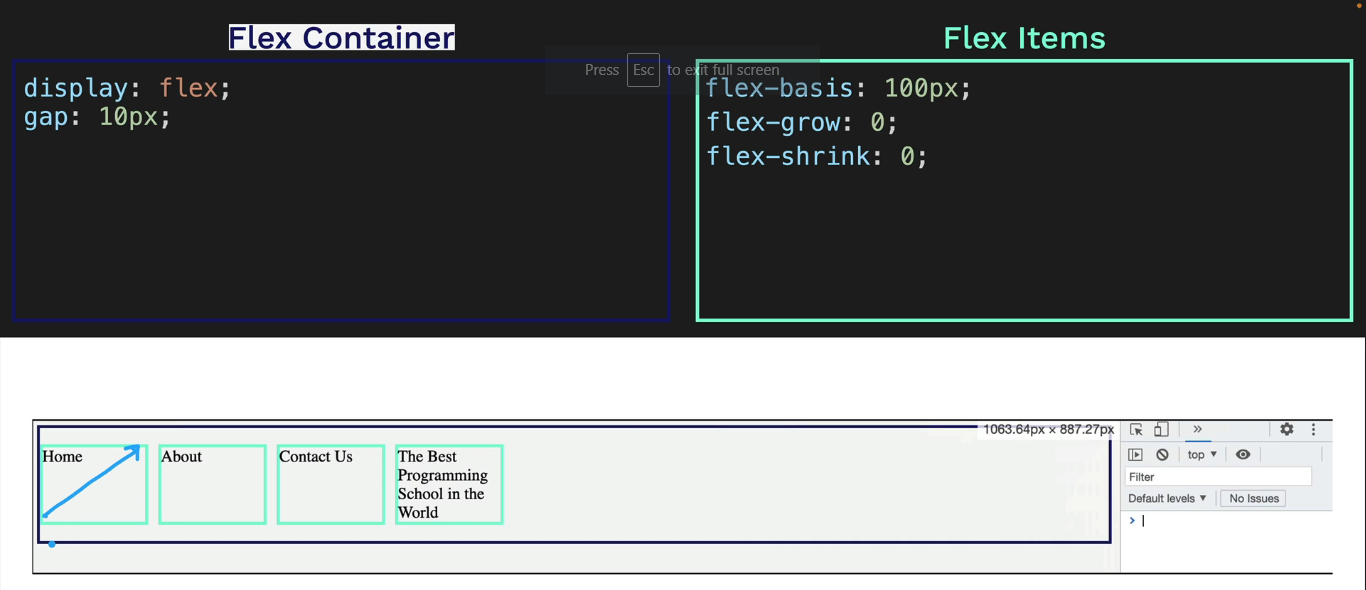 Flex Container
Flex Items
Press Esc to exit full screen
display: flex;
gap: 10px;
flex-basis: 100px;
flex-grow: 0;
flex-shrink: 0;
1063.64px × 887.27px
Home
About
Contact Us
The Best
Programming
School in the
World
top ▼
Filter
Default levels ▼
No Issues